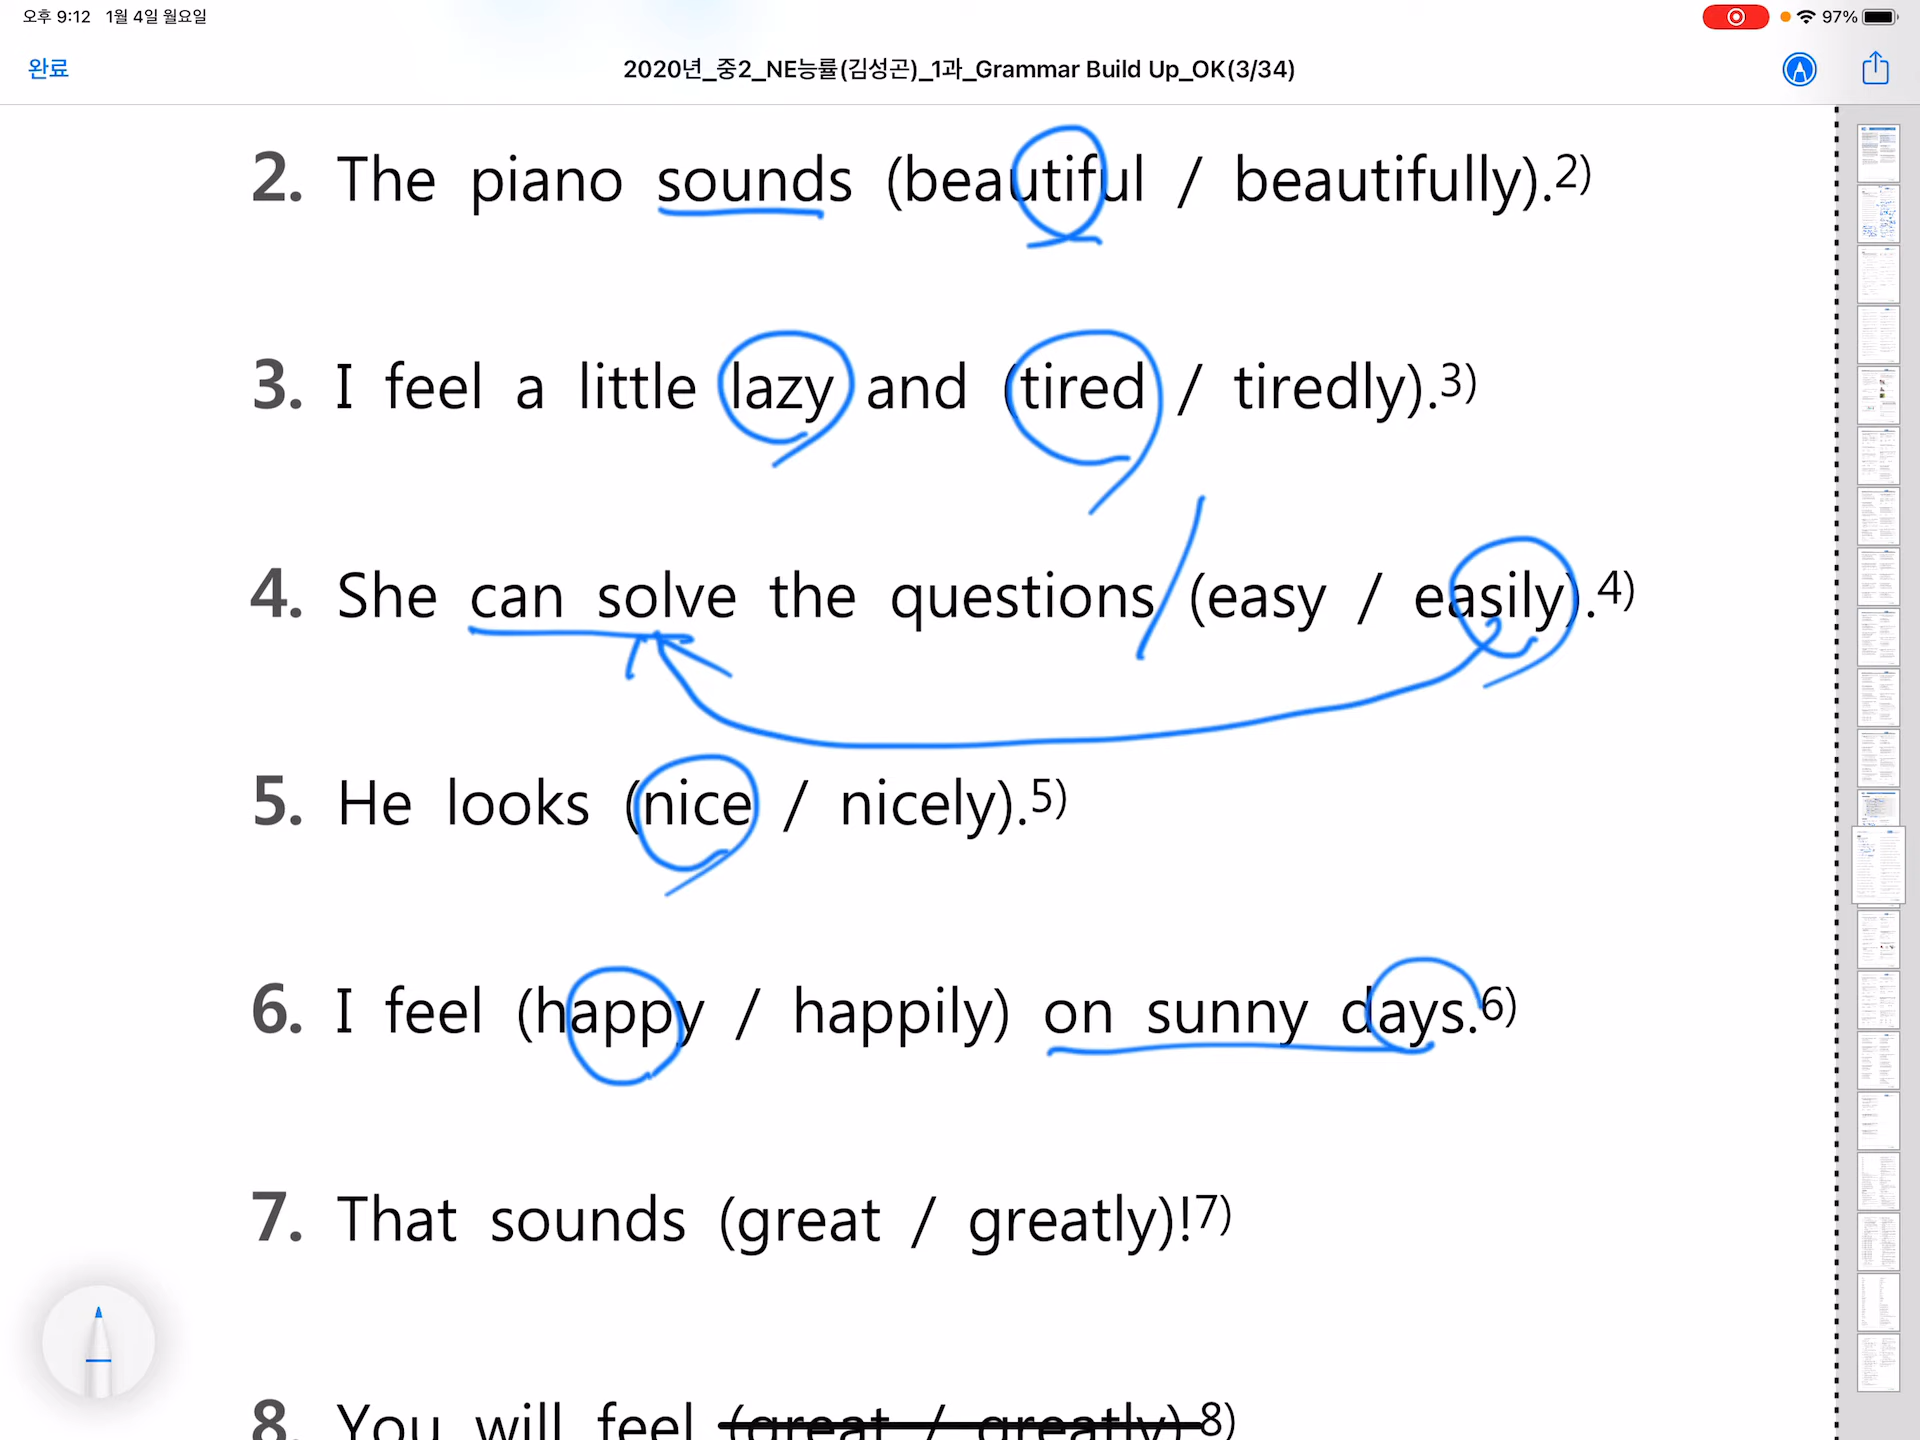 오후 9:12 1월 4일 월요일 97%
완료 2020년_중2_NE능률(김성곤)_1과_Grammar Build Up_OK(3/34)
2. The piano sounds (beautiful / beautifully).2)
3. I feel a little lazy and (tired / tiredly).3)
4. She can solve the questions (easy / easily).4)
5. He looks (nice / nicely).5)
6. I feel (happy / happily) on sunny days.6)
7. That sounds (great / greatly)!7)
8. You will feel (great / greatly) 8)